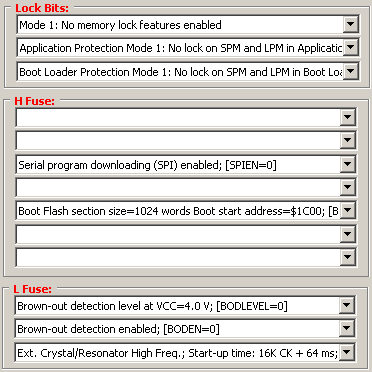 Lock Bits:
Mode 1: No memory lock features enabled
Application Protection Mode 1: No lock on SPM and LPM in Applicatic
Boot Loader Protection Mode 1: No lock on SPM and LPM in Boot Loa
H Fuse:
Serial program downloading (SPI) enabled; [SPIEN=0]
Boot Flash section size=1024 words Boot start address=$1C00; [B
L Fuse:
Brown-out detection level at VCC=4.0 V; [BODLEVEL=0]
Brown-out detection enabled; [BODEN=0]
Ext. Crystal/Resonator High Freq.; Start-up time: 16K CK + 64 ms;